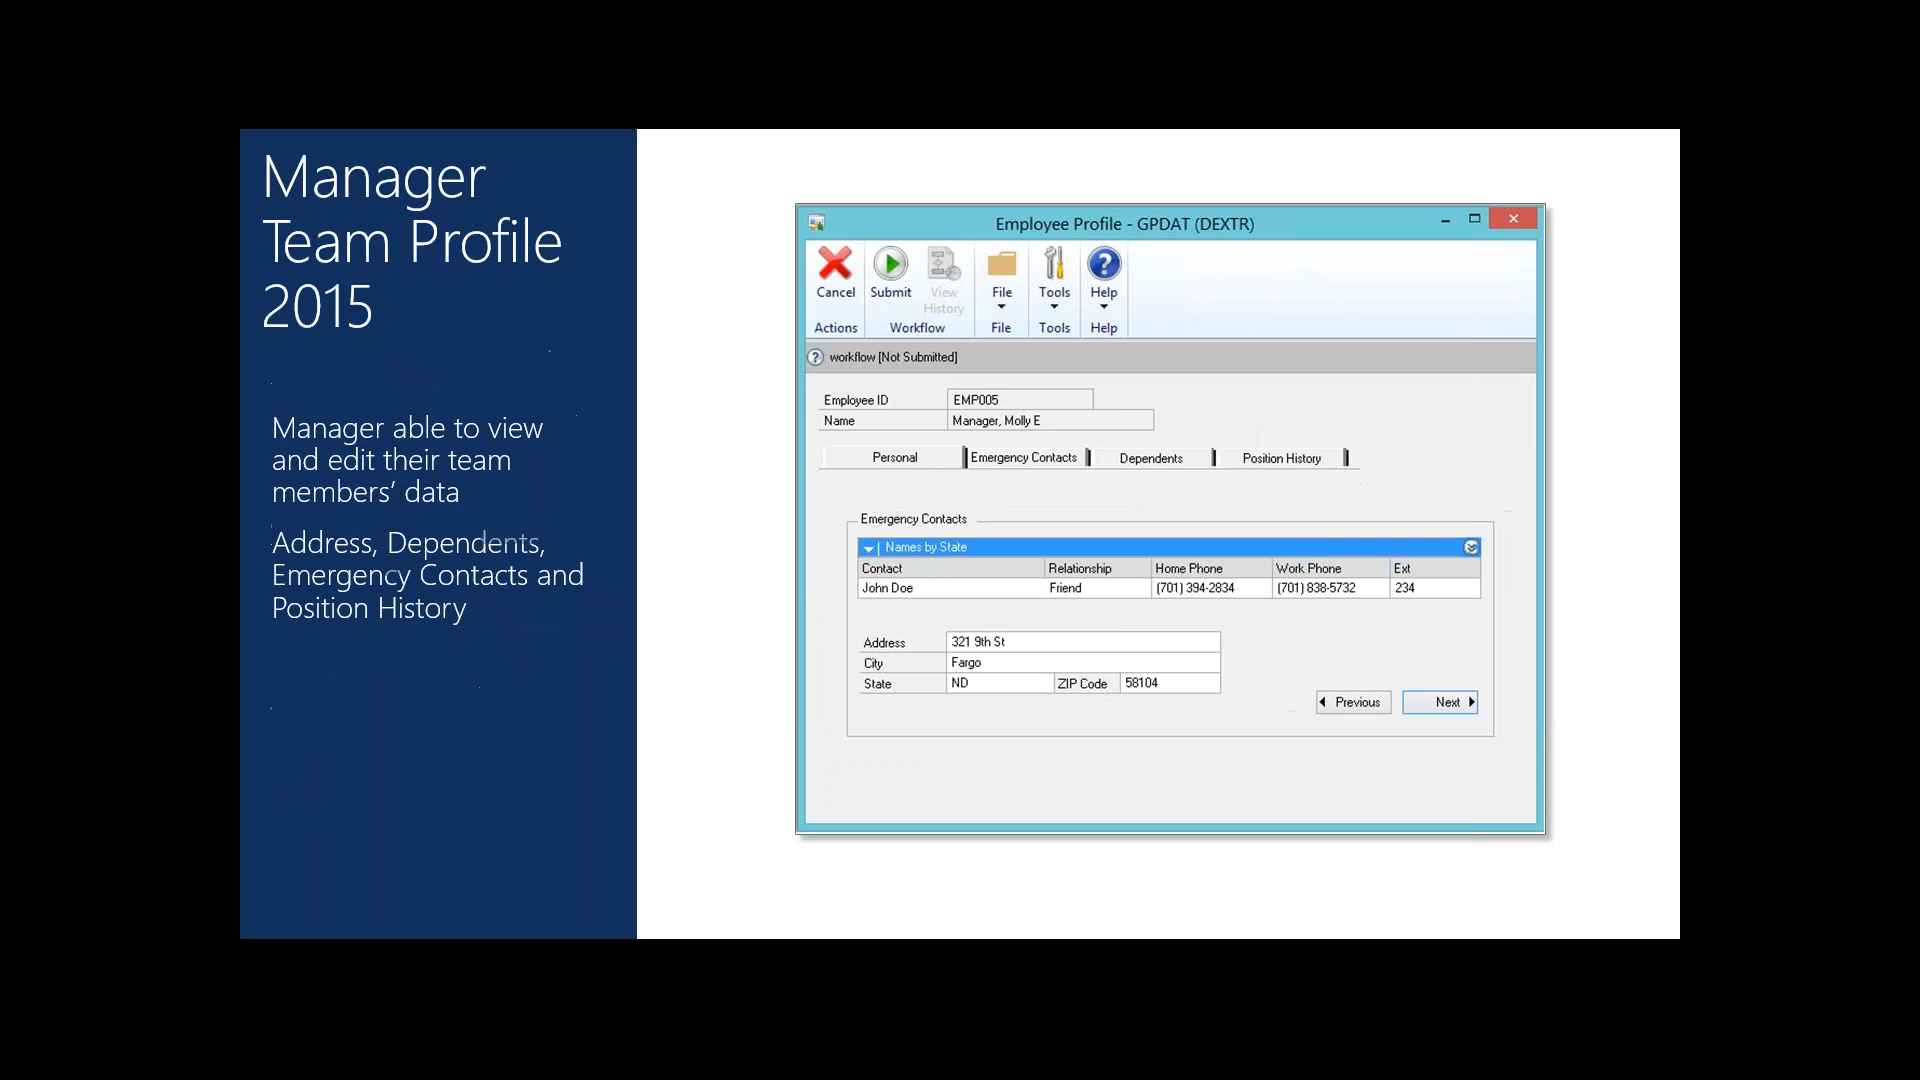 Manager
Team Profile
2015
Manager able to view
and edit their team
members’ data
Address, Dependents,
Emergency Contacts and
Position History
Employee Profile - GPDAT (DEXTR)
Cancel Submit View History File Tools Help
Actions Workflow File Tools Help
workflow [Not Submitted]
Employee ID EMP005
Name Manager, Molly E
Personal Emergency Contacts Dependents Position History
Emergency Contacts
Names by State
Contact Relationship Home Phone Work Phone Ext
John Doe Friend (701) 394-2834 (701) 838-5732 234
Address 321 9th St
City Fargo
State ND ZIP Code 58104
Previous Next